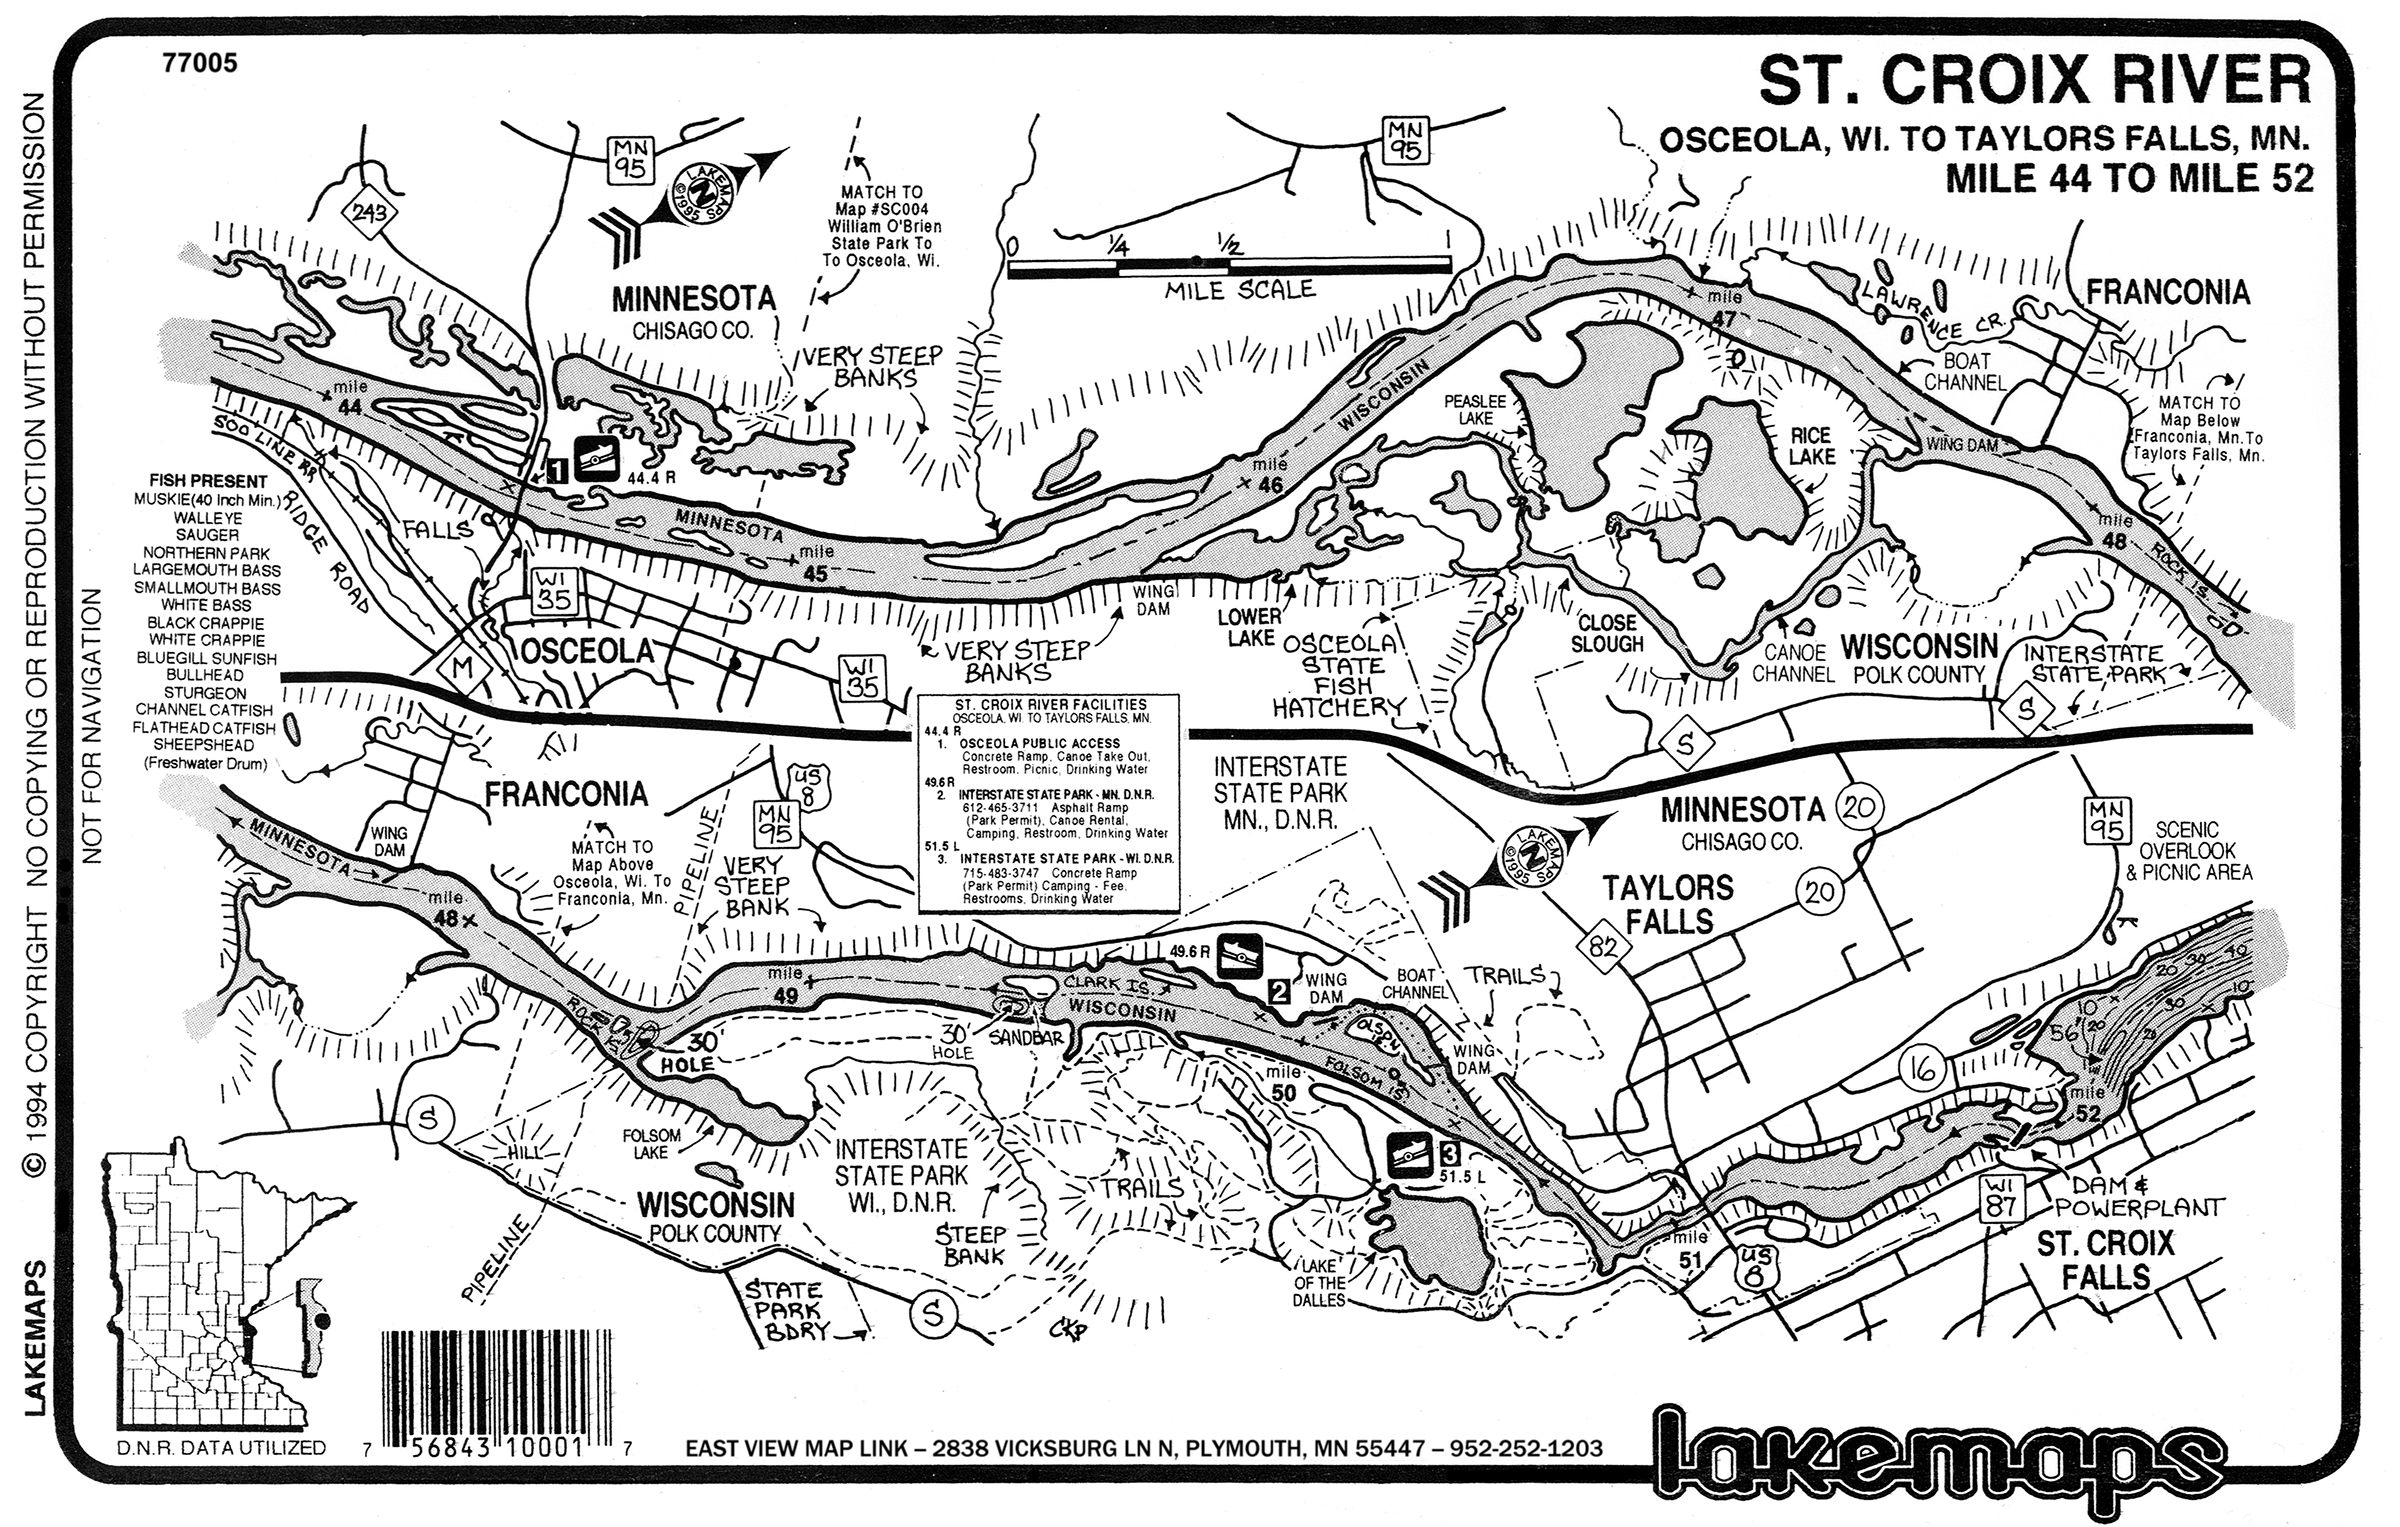 77005
ST. CROIX RIVER
OSCEOLA, WI. TO TAYLORS FALLS, MN.
MILE 44 TO MILE 52
MN
95
MN
95
243
LAKEMAPS
N
©1995
MATCH TO
Map #SC004
William O'Brien
State Park To
To Osceola, Wi.
0
1/4
1/2
1
MILE SCALE
MINNESOTA
CHISAGO CO.
VERY STEEP
BANKS
FRANCONIA
LAWRENCE CR.
BOAT
CHANNEL
mile
47
mile
44
WISCONSIN
PEASLEE
LAKE
RICE
LAKE
WING DAM
MATCH TO
Map Below
Franconia, Mn.To
Taylors Falls, Mn.
SOO LINE RR
RIDGE ROAD
1
44.4 R
mile
46
FISH PRESENT
MUSKIE(40 Inch Min.)
WALLEYE
SAUGER
NORTHERN PARK
LARGEMOUTH BASS
SMALLMOUTH BASS
WHITE BASS
BLACK CRAPPIE
WHITE CRAPPIE
BLUEGILL SUNFISH
BULLHEAD
STURGEON
CHANNEL CATFISH
FLATHEAD CATFISH
SHEEPSHEAD
(Freshwater Drum)
FALLS
MINNESOTA
mile
45
mile
48
ROCK IS.
WI
35
WING
DAM
LOWER
LAKE
CLOSE
SLOUGH
OSCEOLA
M
VERY STEEP
BANKS
WI
35
OSCEOLA
STATE
FISH
HATCHERY
CANOE
CHANNEL
WISCONSIN
POLK COUNTY
INTERSTATE
STATE PARK
S
S
ST. CROIX RIVER FACILITIES
OSCEOLA, WI. TO TAYLORS FALLS, MN.
44.4 R
1. OSCEOLA PUBLIC ACCESS
Concrete Ramp, Canoe Take Out,
Restroom, Picnic, Drinking Water
49.6 R
2. INTERSTATE STATE PARK - MN. D.N.R.
612-465-3711 Asphalt Ramp
(Park Permit), Canoe Rental,
Camping, Restroom, Drinking Water
51.5 L
3. INTERSTATE STATE PARK - WI. D.N.R.
715-483-3747 Concrete Ramp
(Park Permit) Camping - Fee.
Restrooms, Drinking Water
FRANCONIA
US
8
MN
95
WING
DAM
MINNESOTA
MATCH TO
Map Above
Osceola, Wi. To
Franconia, Mn.
PIPELINE
VERY
STEEP
BANK
INTERSTATE
STATE PARK
MN., D.N.R.
LAKEMAPS
N
©1995
MINNESOTA
CHISAGO CO.
20
20
TAYLORS
FALLS
82
MN
95
SCENIC
OVERLOOK
& PICNIC AREA
mile
48
mile
49
49.6 R
2
CLARK IS.
WISCONSIN
WING
DAM
BOAT
CHANNEL
TRAILS
OLSON
IS.
ROCK IS.
30'
HOLE
30
HOLE
SANDBAR
mile
50
FOLSOM IS.
WING
DAM
16
20
30
40
10
56'
20
30
20
10
mile
52
S
HILL
FOLSOM
LAKE
WISCONSIN
POLK COUNTY
INTERSTATE
STATE PARK
WI., D.N.R.
STEEP
BANK
TRAILS
3
51.5 L
PIPELINE
STATE
PARK
BDRY
S
CKP
LAKE
OF THE
DALLES
mile
51
US
8
WI
87
DAM &
POWERPLANT
ST. CROIX
FALLS
D.N.R. DATA UTILIZED
7 56843 10001 7
EAST VIEW MAP LINK – 2838 VICKSBURG LN N, PLYMOUTH, MN 55447 – 952-252-1203
lakemaps
LAKEMAPS © 1994 COPYRIGHT NO COPYING OR REPRODUCTION WITHOUT PERMISSION
NOT FOR NAVIGATION